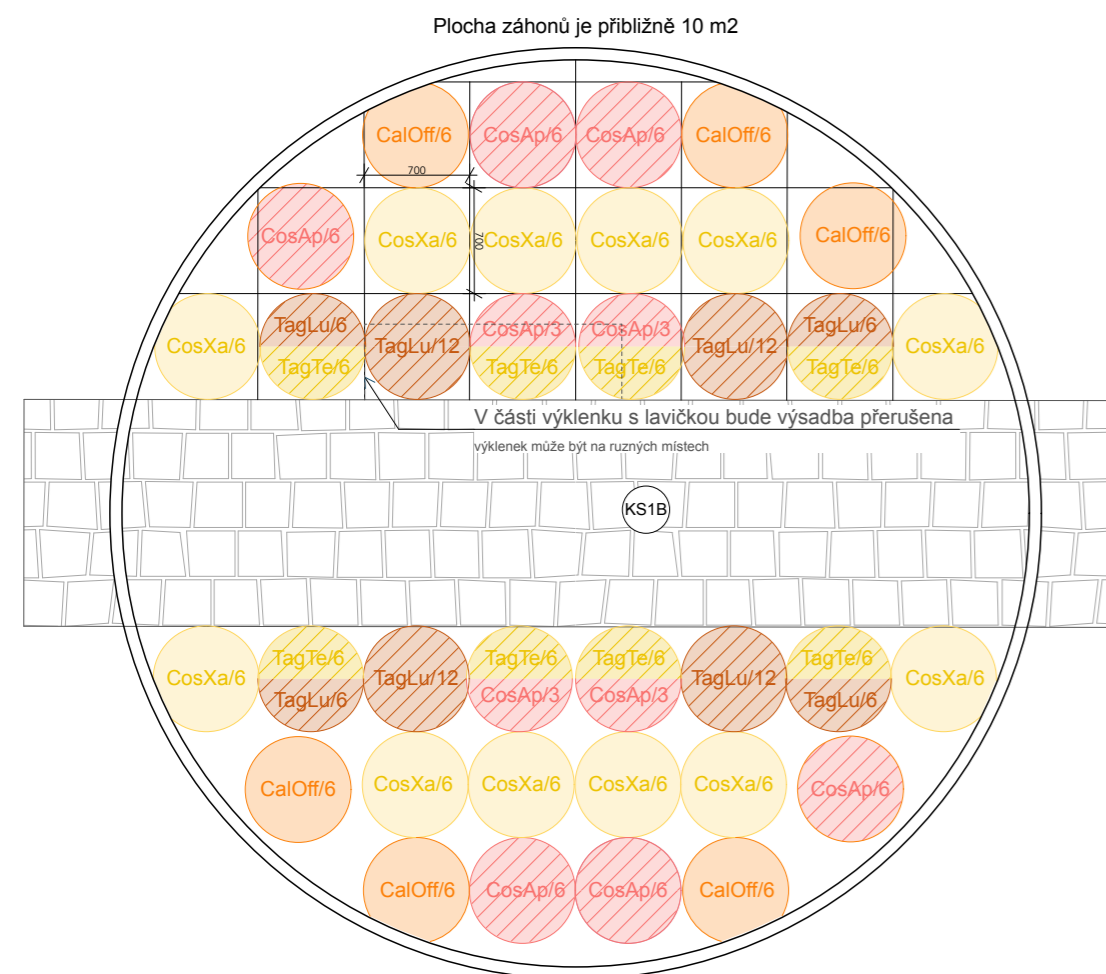 Plocha záhonů je přibližně 10 m2
CalOff/6 CosAp/6 CosAp/6 CalOff/6
700
CosAp/6 CosXa/6 CosXa/6 CosXa/6 CosXa/6 CalOff/6
700
CosXa/6 TagLu/6 TagLu/12 CosAp/3 CosAp/3 TagLu/12 TagLu/6 CosXa/6
TagTe/6 TagTe/6 TagTe/6 TagTe/6
V části výklenku s lavičkou bude výsadba přerušena
výklenek může být na ruzných místech
KS1B
CosXa/6 TagTe/6 TagLu/12 TagTe/6 TagTe/6 TagLu/12 TagTe/6 CosXa/6
TagLu/6 CosAp/3 CosAp/3 TagLu/6
CalOff/6 CosXa/6 CosXa/6 CosXa/6 CosXa/6 CosAp/6
CalOff/6 CosAp/6 CosAp/6 CalOff/6